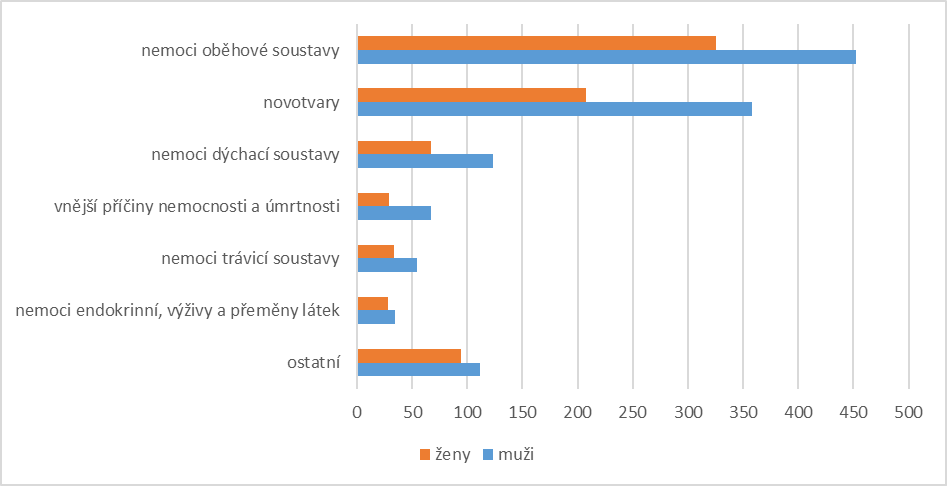 nemoci oběhové soustavy
novotvary
nemoci dýchací soustavy
vnější příčiny nemocnosti a úmrtnosti
nemoci trávicí soustavy
nemoci endokrinní, výživy a přeměny látek
ostatní
0 50 100 150 200 250 300 350 400 450 500
ženy muži